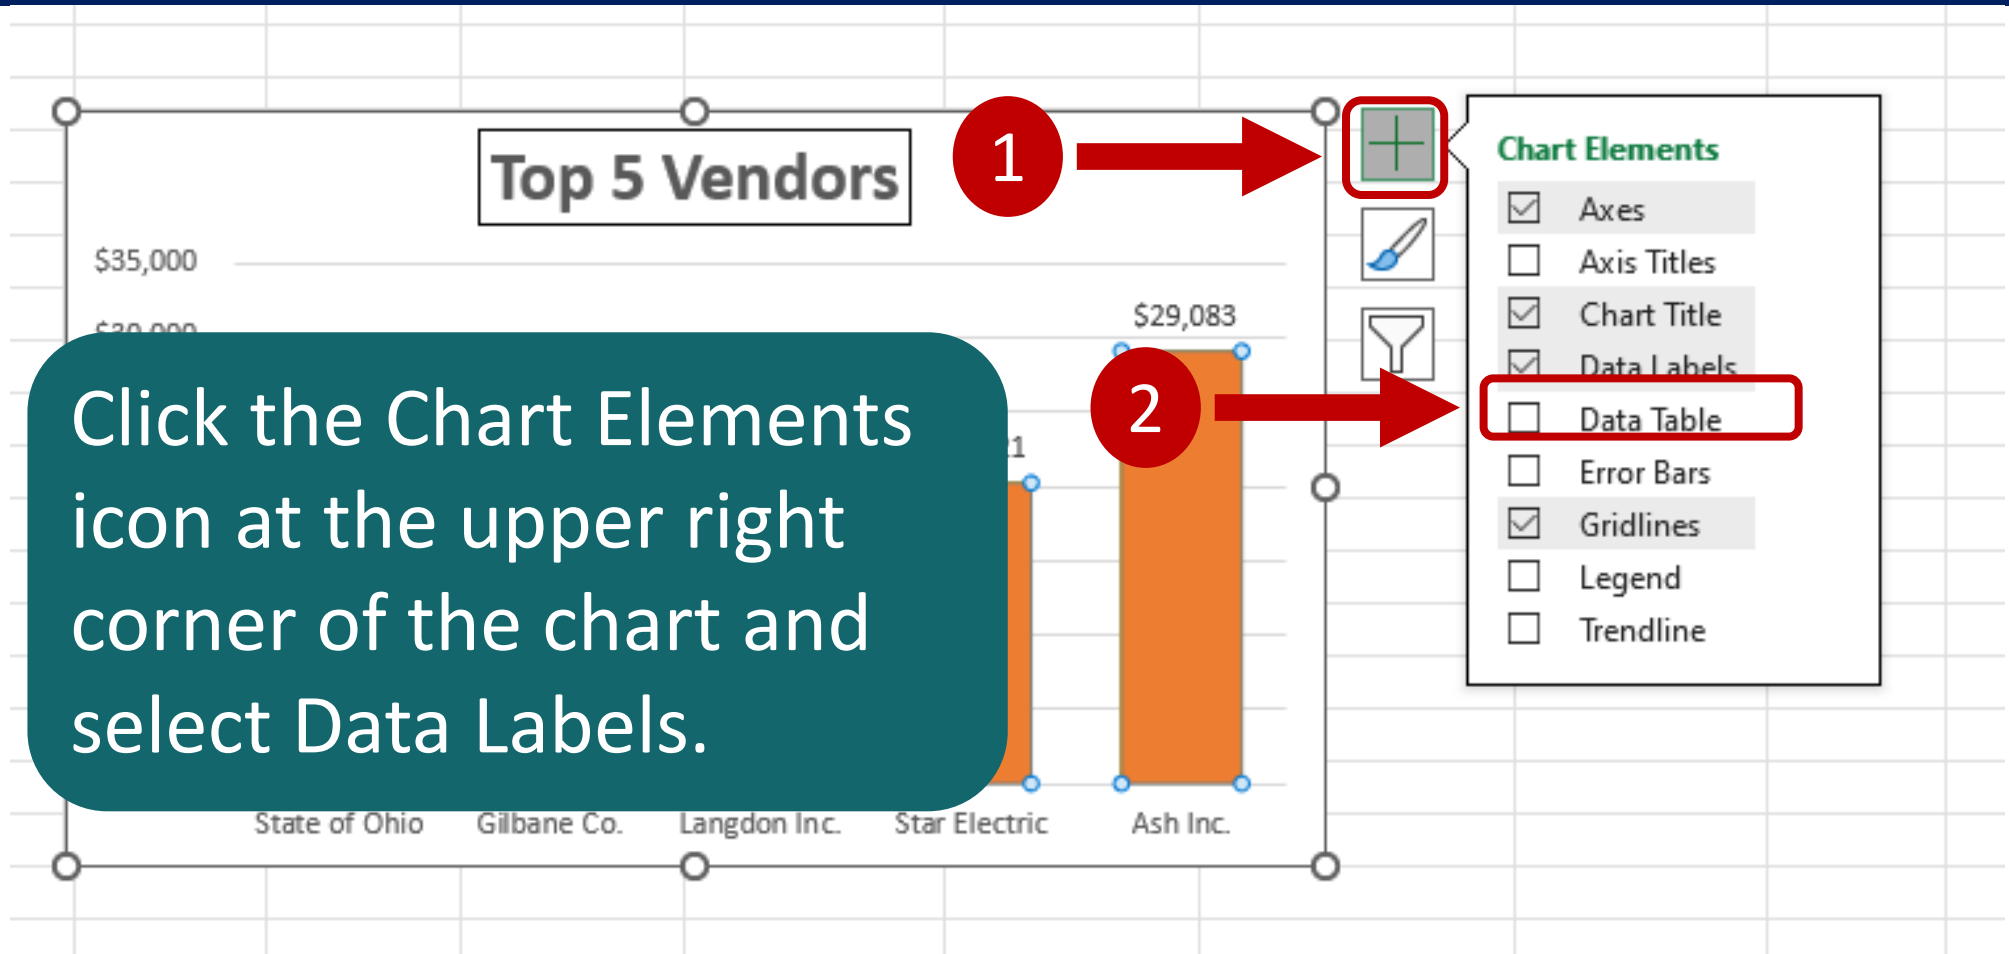 Top 5 Vendors
1
Chart Elements
Axes
Axis Titles
Chart Title
Data Labels
Data Table
Error Bars
Gridlines
Legend
Trendline
$35,000
$30,000
$29,083
2
Click the Chart Elements
icon at the upper right
corner of the chart and
select Data Labels.
State of Ohio Gilbane Co. Langdon Inc. Star Electric Ash Inc.